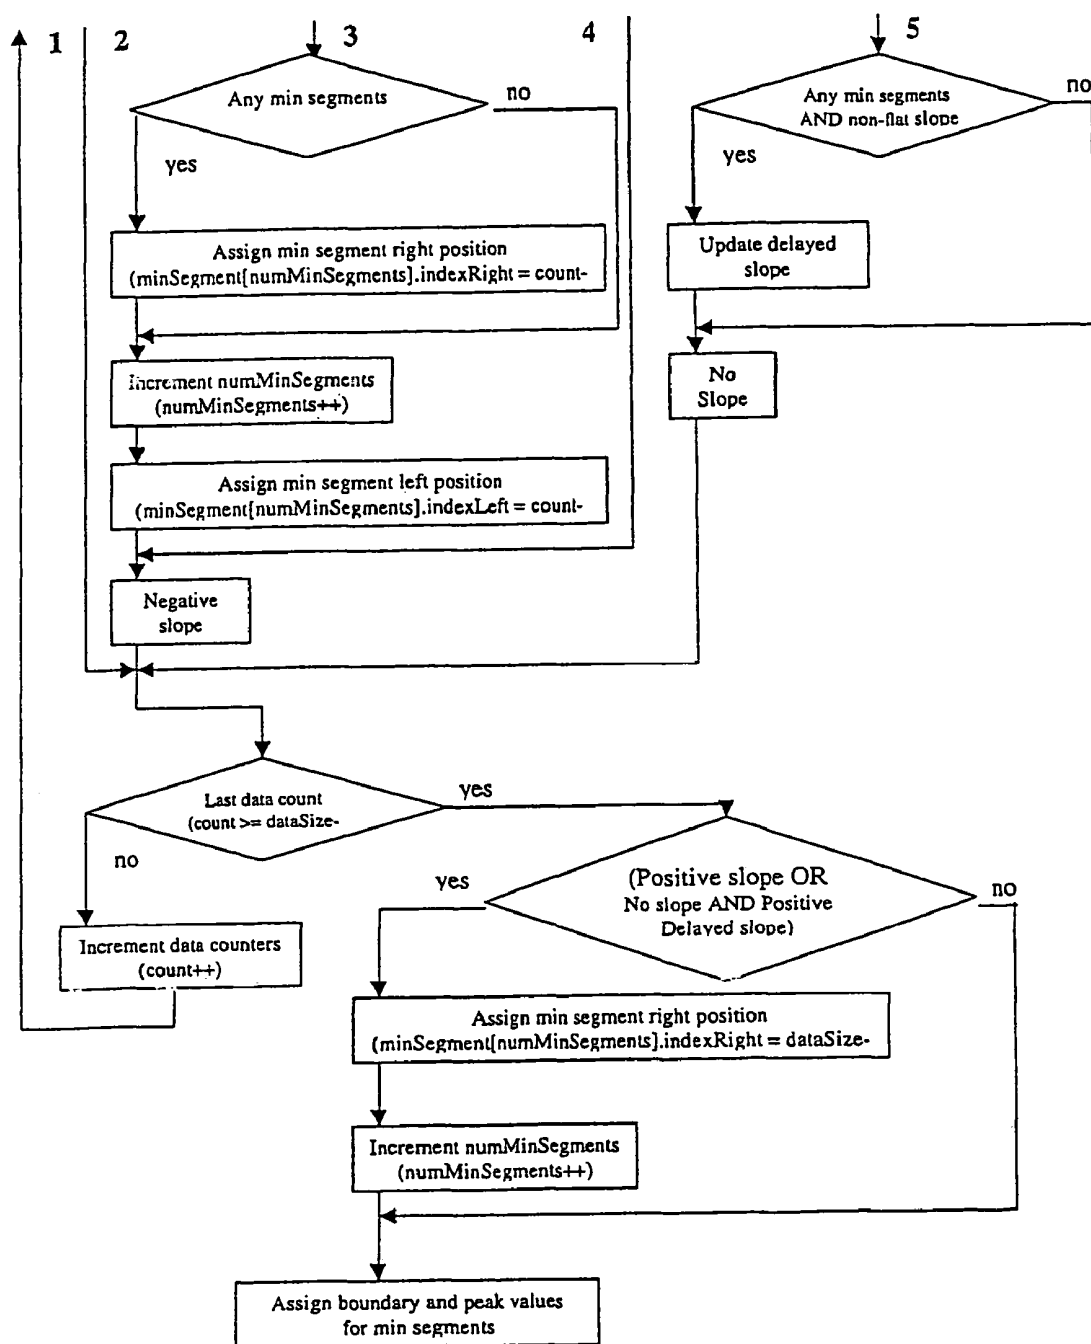 1
2
3
4
5
Any min segments
no
yes
Any min segments
AND non-flat slope
no
yes
Assign min segment right position
(minSegment[numMinSegments].indexRight = count-
Update delayed
slope
Increment numMinSegments
(numMinSegments++)
No
Slope
Assign min segment left position
(minSegment[numMinSegments].indexLeft = count-
Negative
slope
Last data count
(count >= dataSize-
yes
no
(Positive slope OR
No slope AND Positive
Delayed slope)
yes
no
Increment data counters
(count++)
Assign min segment right position
(minSegment[numMinSegments].indexRight = dataSize-
Increment numMinSegments
(numMinSegments++)
Assign boundary and peak values
for min segments